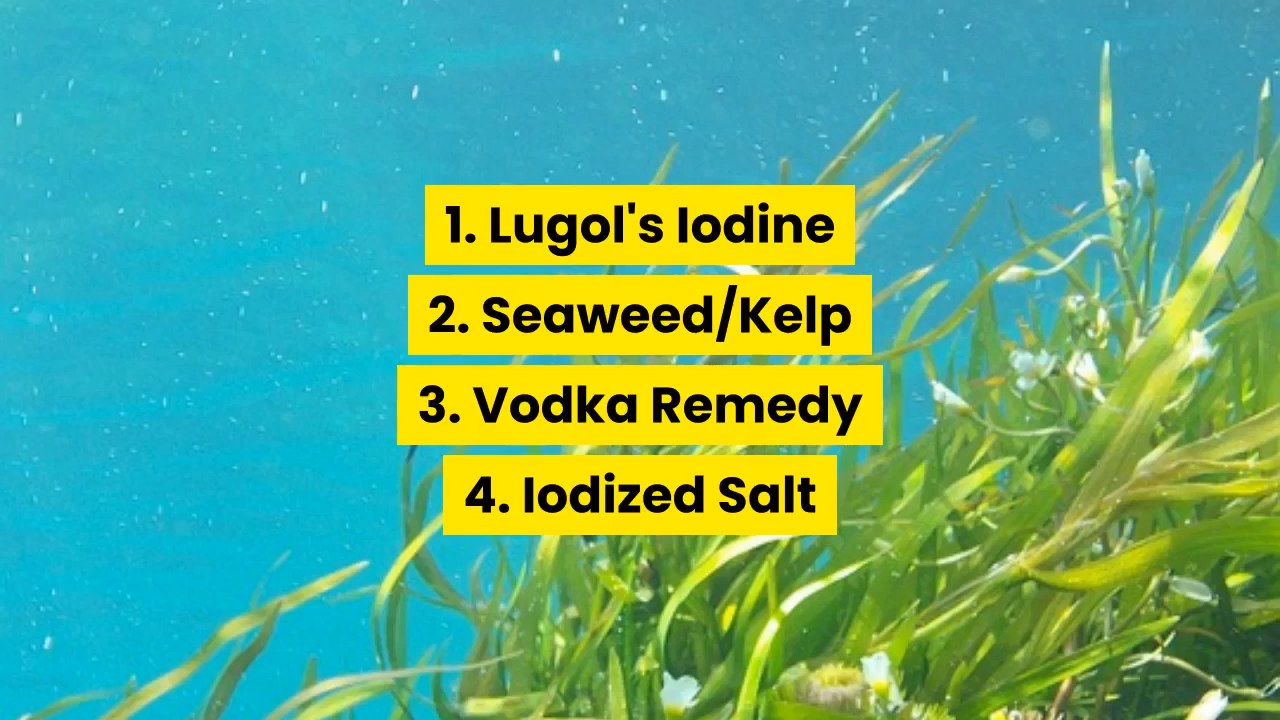 1. Lugol's Iodine
2. Seaweed/Kelp
3. Vodka Remedy
4. Iodized Salt